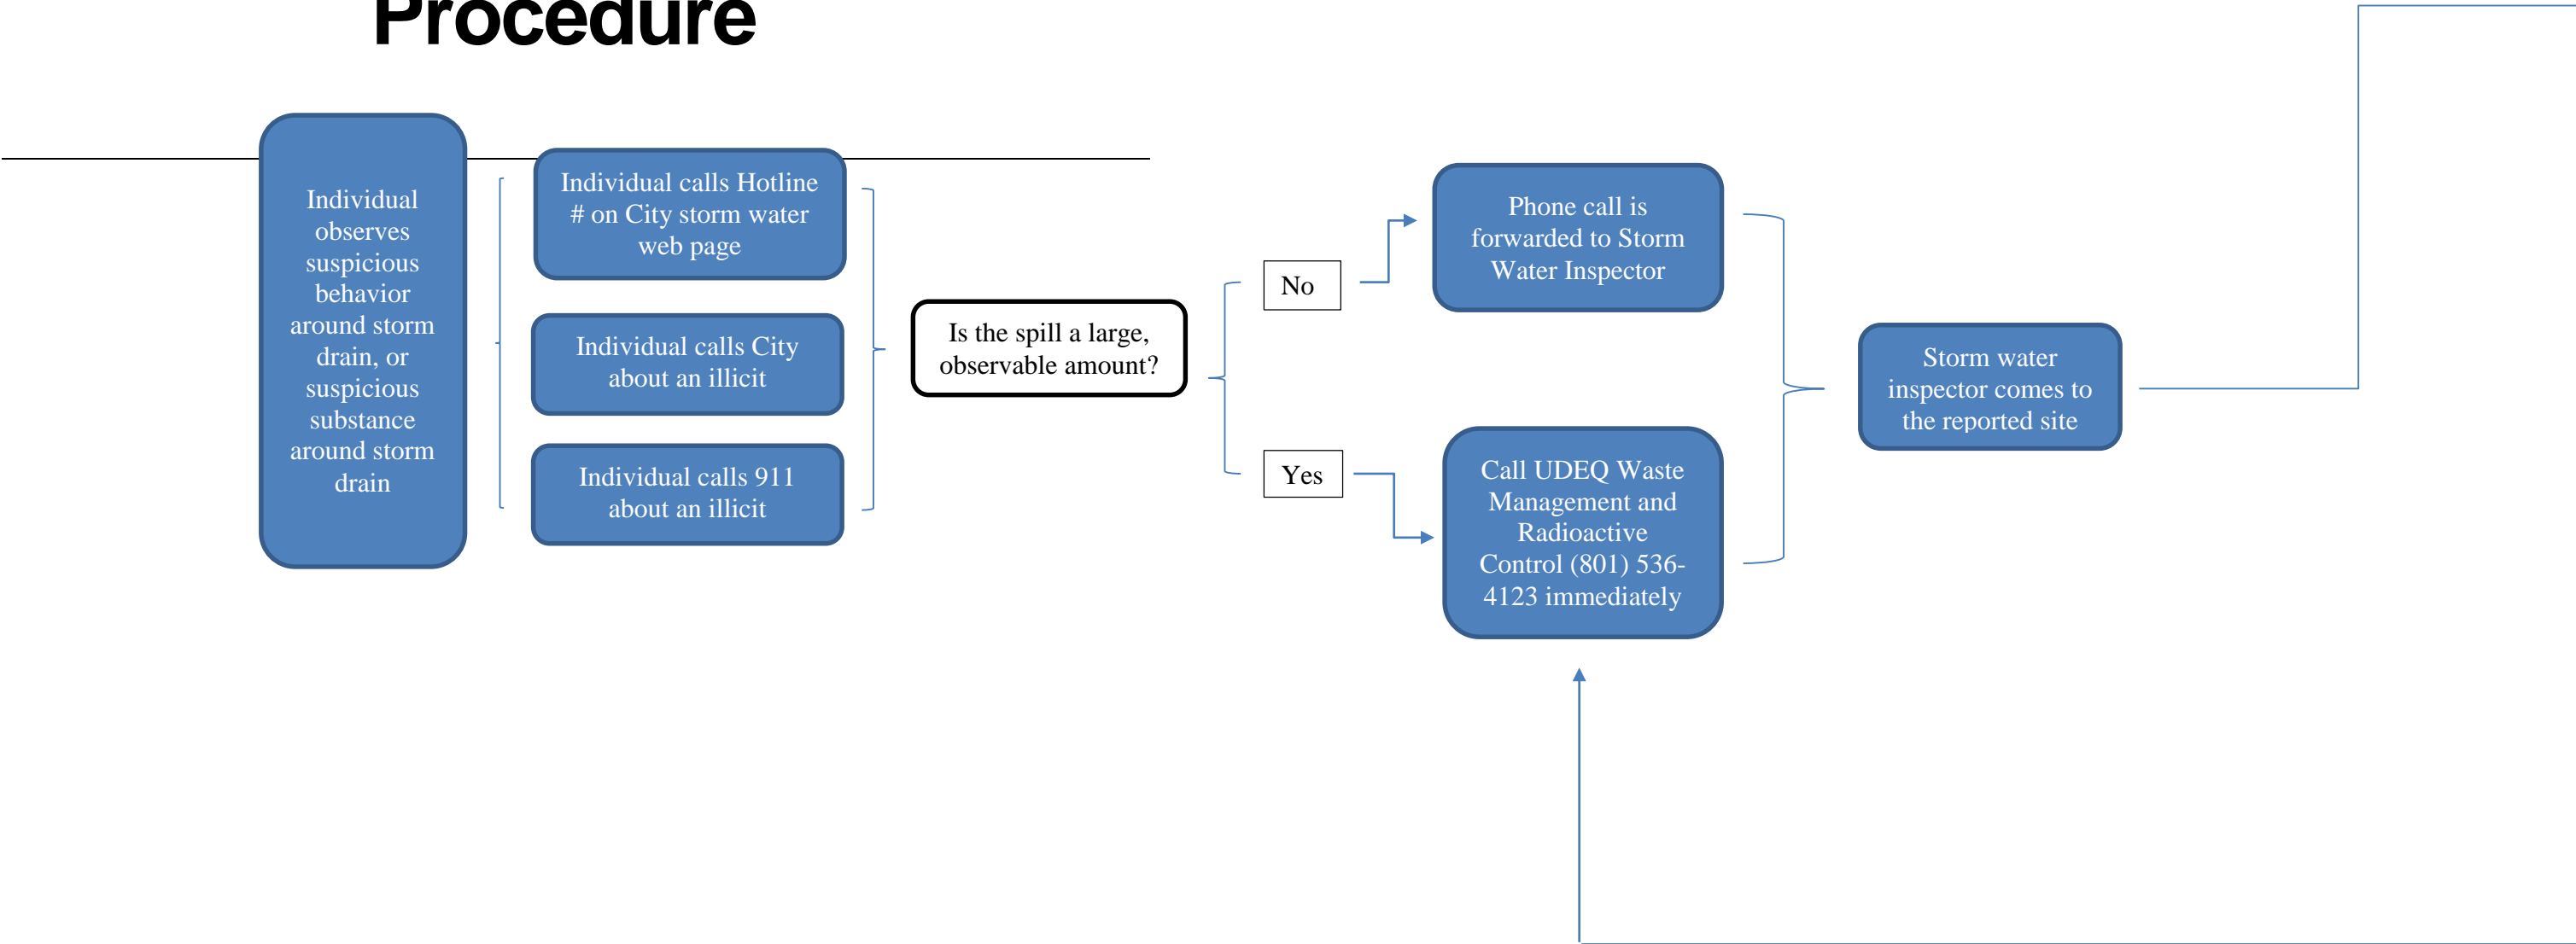 Procedure
Individual
observes
suspicious
behavior
around storm
drain, or
suspicious
substance
around storm
drain
Individual calls Hotline
# on City storm water
web page
Individual calls City
about an illicit
Individual calls 911
about an illicit
Is the spill a large,
observable amount?
No
Yes
Phone call is
forwarded to Storm
Water Inspector
Call UDEQ Waste
Management and
Radioactive
Control (801) 536-
4123 immediately
Storm water
inspector comes to
the reported site